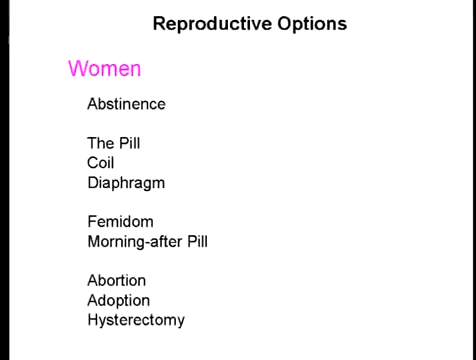 Reproductive Options
Women
Abstinence
The Pill
Coil
Diaphragm
Femidom
Morning-after Pill
Abortion
Adoption
Hysterectomy